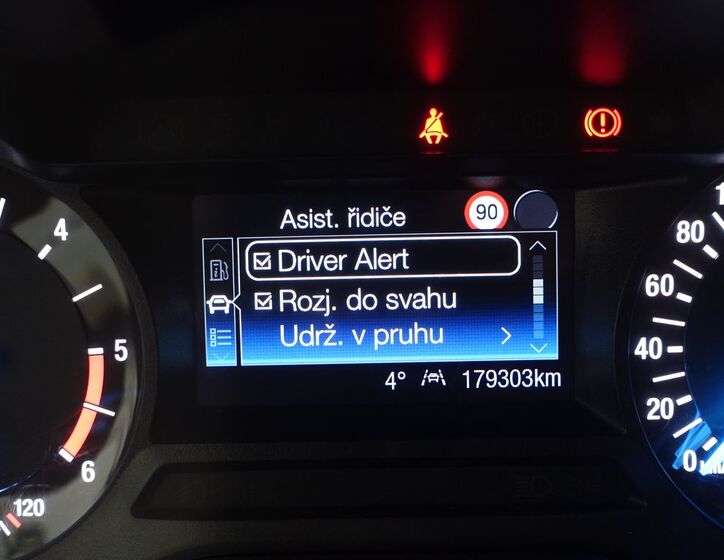 Asist. řidiče 90
Driver Alert
Rozj. do svahu
Udrž. v pruhu
4° 179303km
4
5
6
120
80
60
40
20
0